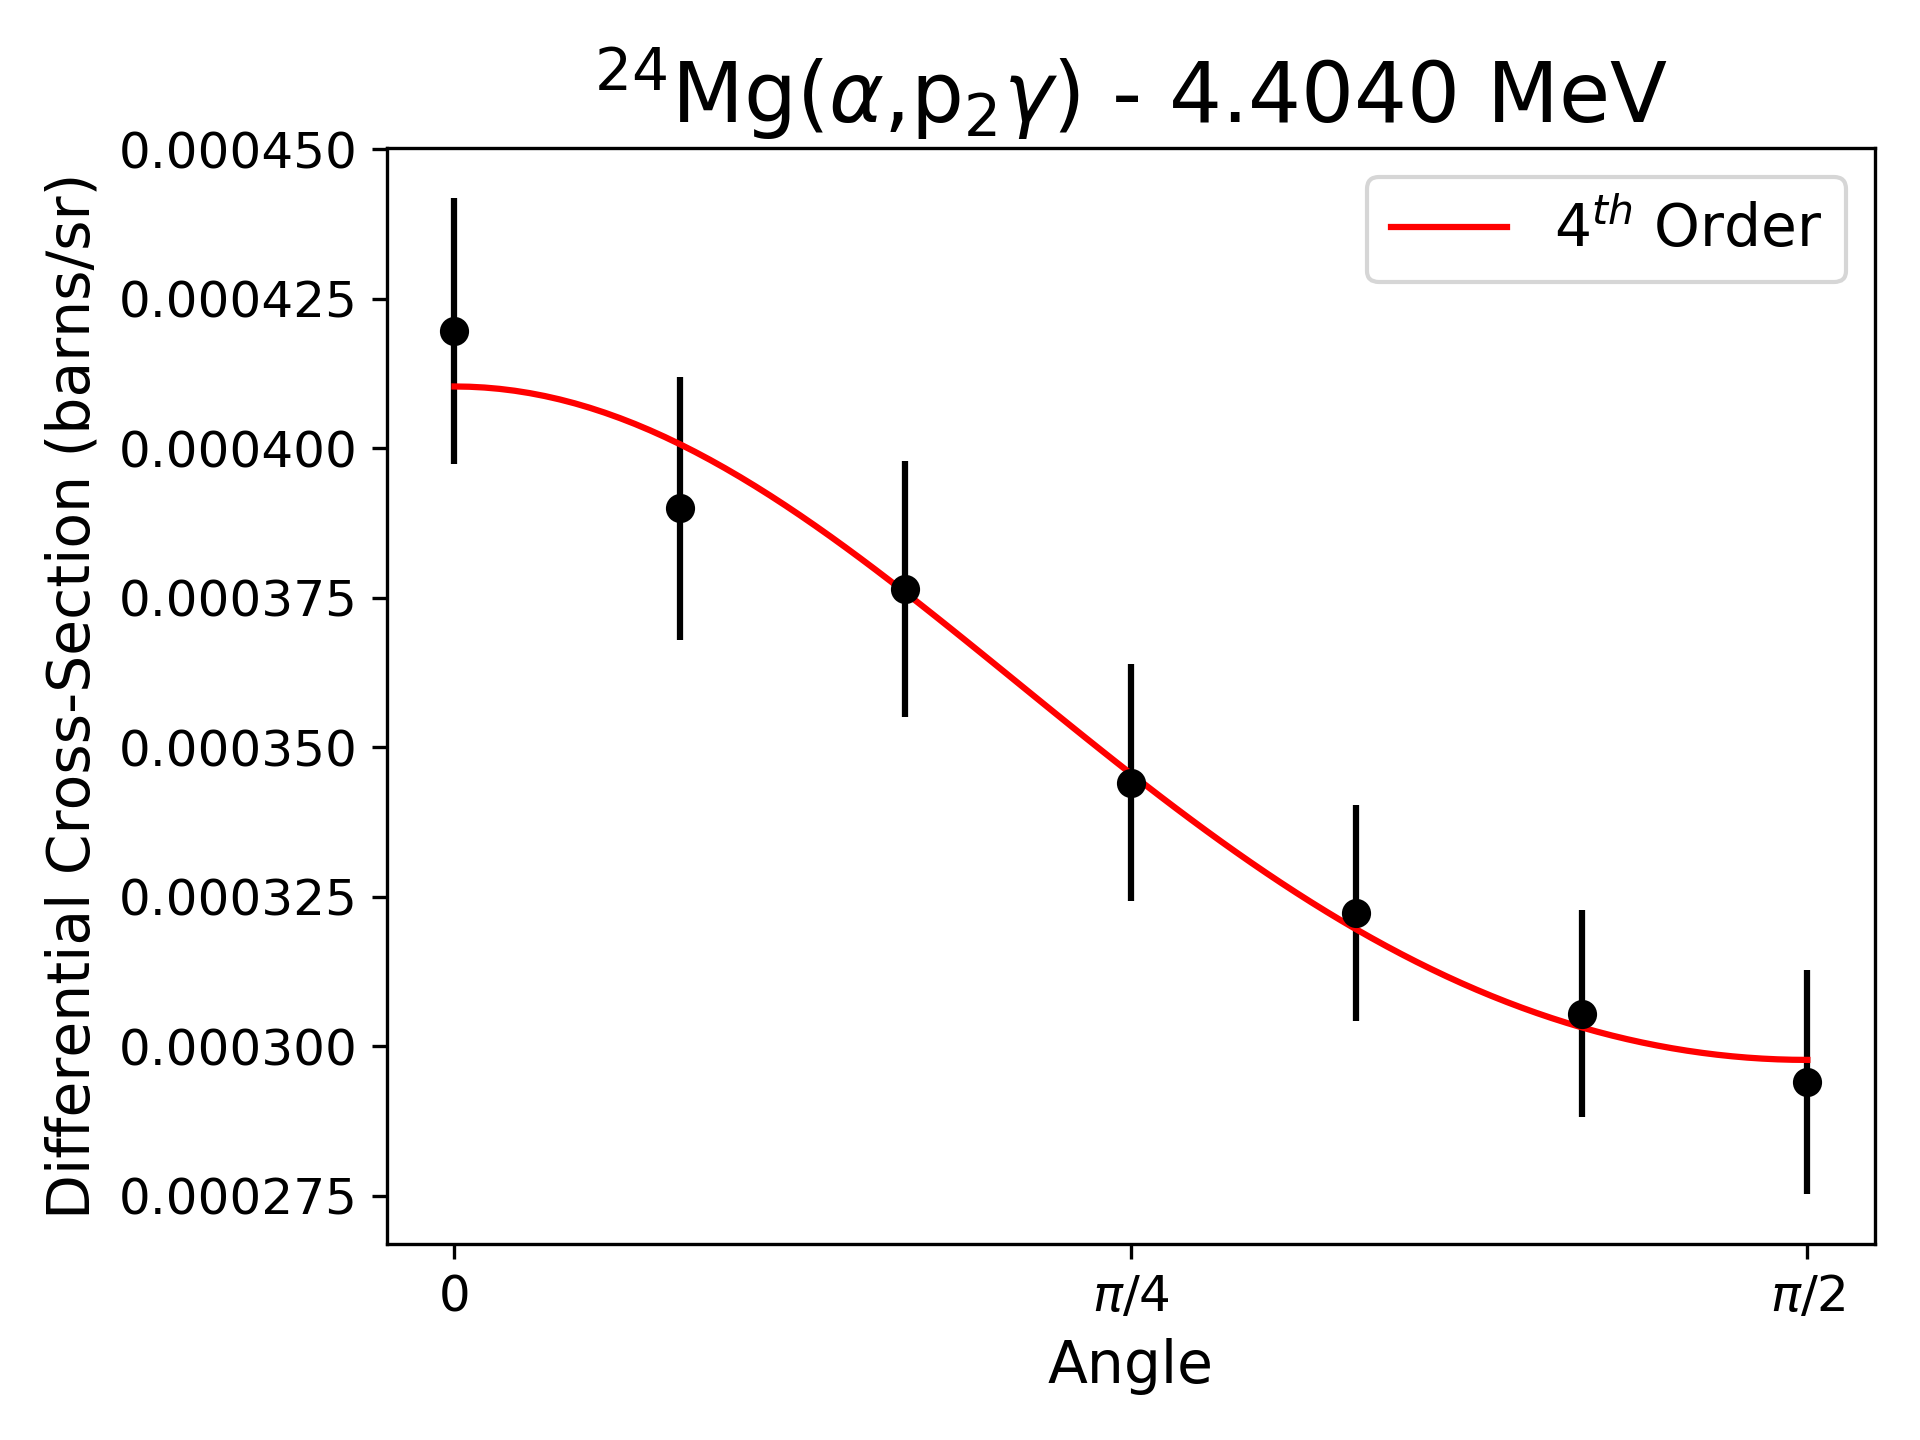 ²⁴Mg(α,p₂γ) - 4.4040 MeV
Differential Cross-Section (barns/sr)
0.000450
0.000425
0.000400
0.000375
0.000350
0.000325
0.000300
0.000275
4ᵗʰ Order
0 π/4 π/2
Angle